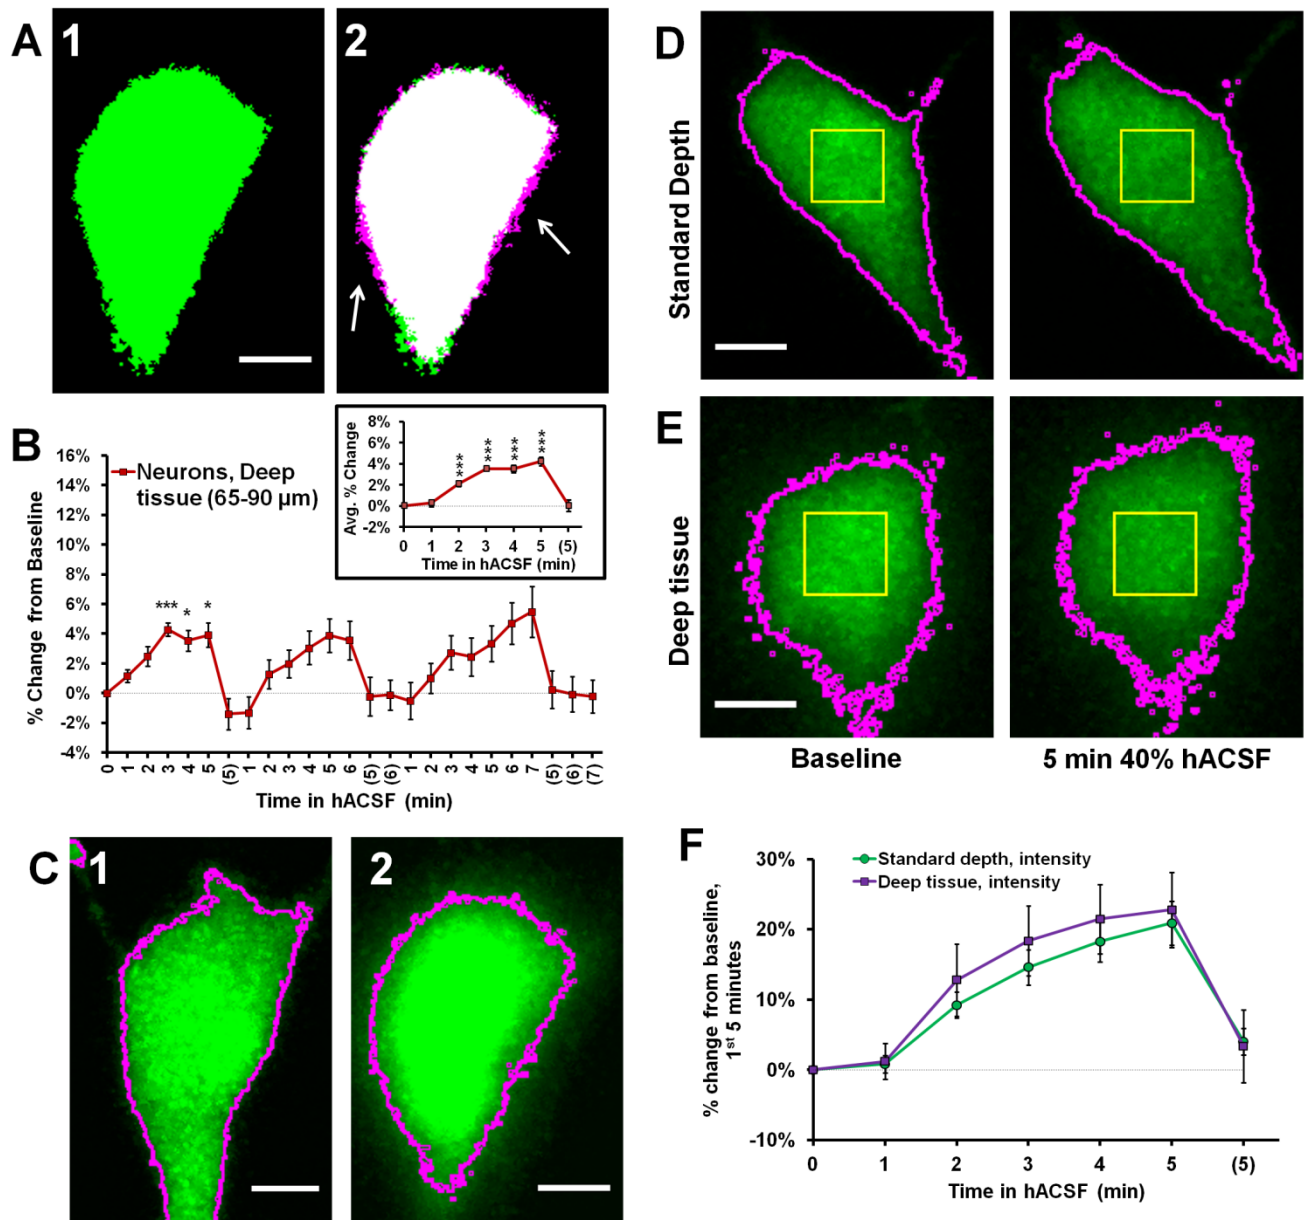 A
1
2
B
16%
14%
12%
10%
8%
6%
4%
2%
0%
-2%
-4%
% Change from Baseline
Neurons, Deep
tissue (65-90 µm)
*** * *
0 1 2 3 4 5 (5) 1 2 3 4 5 6 (5) (6) 1 2 3 4 5 6 7 (5) (6) (7)
Time in hACSF (min)
8%
6%
4%
2%
0%
-2%
Avg. % Change
*** *** *** ***
0 1 2 3 4 5 (5)
Time in hACSF (min)
C
1
2
D
Standard Depth
E
Deep tissue
Baseline
5 min 40% hACSF
F
30%
20%
10%
0%
-10%
% change from baseline,
1st 5 minutes
Standard depth, intensity
Deep tissue, intensity
0 1 2 3 4 5 (5)
Time in hACSF (min)